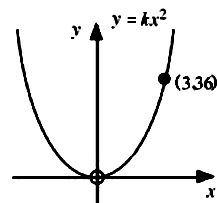 y = kx²
y
(3,36)
x